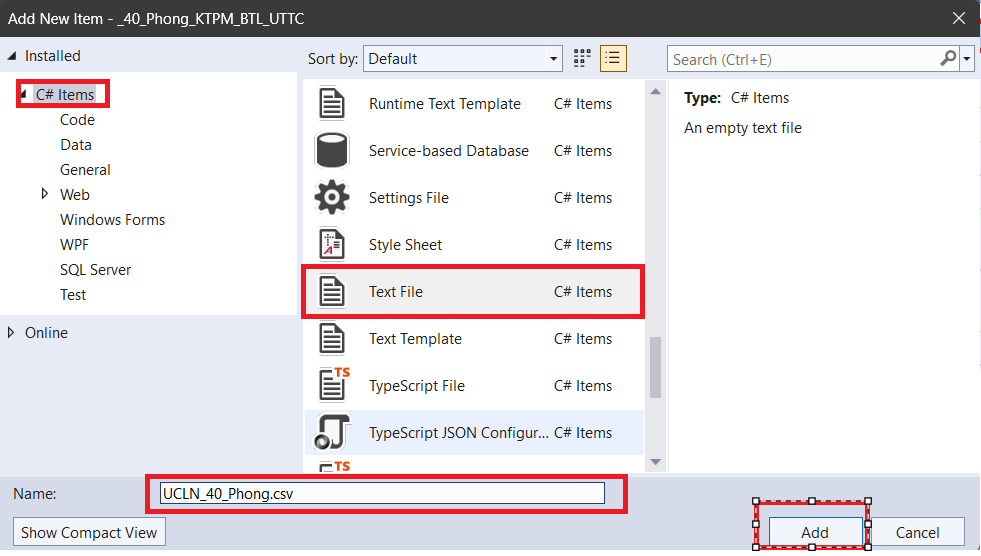 Add New Item - _40_Phong_KTPM_BTL_UTTC
Installed
Sort by: Default
Search (Ctrl+E)
C# Items
Code
Data
General
Web
Windows Forms
WPF
SQL Server
Test
Online
Runtime Text Template C# Items
Service-based Database C# Items
Settings File C# Items
Style Sheet C# Items
Text File C# Items
Text Template C# Items
TS
TypeScript File C# Items
TypeScript JSON Configur... C# Items
TS
Type: C# Items
An empty text file
Name: UCLN_40_Phong.csv
Show Compact View
Add
Cancel